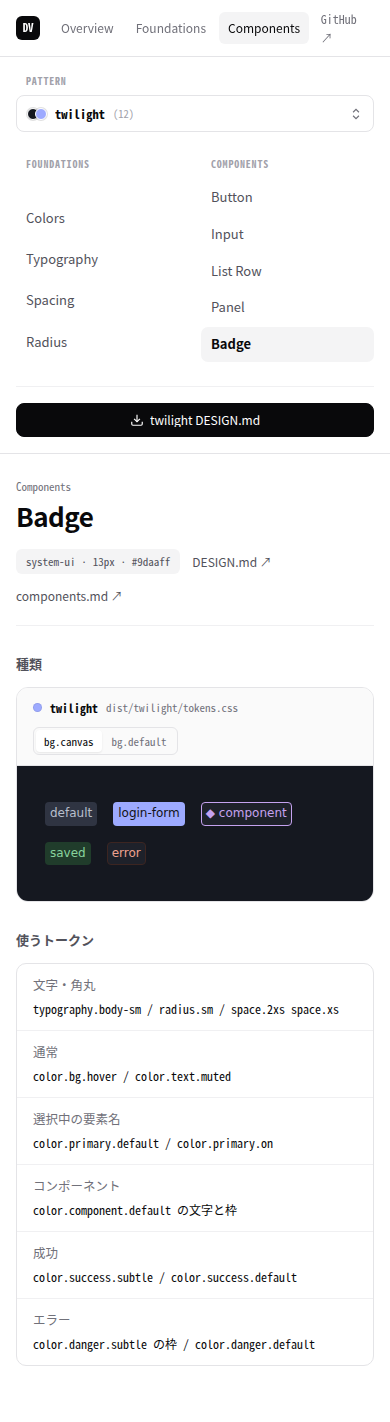 DV Overview Foundations Components GitHub ↗
PATTERN
twilight (12)
FOUNDATIONS
Colors
Typography
Spacing
Radius
COMPONENTS
Button
Input
List Row
Panel
Badge
twilight DESIGN.md
Components
Badge
system-ui · 13px · #9daaff DESIGN.md ↗
components.md ↗
種類
twilight dist/twilight/tokens.css
bg.canvas bg.default
default login-form ◆ component
saved error
使うトークン
文字・角丸
typography.body-sm / radius.sm / space.2xs space.xs
通常
color.bg.hover / color.text.muted
選択中の要素名
color.primary.default / color.primary.on
コンポーネント
color.component.default の文字と枠
成功
color.success.subtle / color.success.default
エラー
color.danger.subtle の枠 / color.danger.default